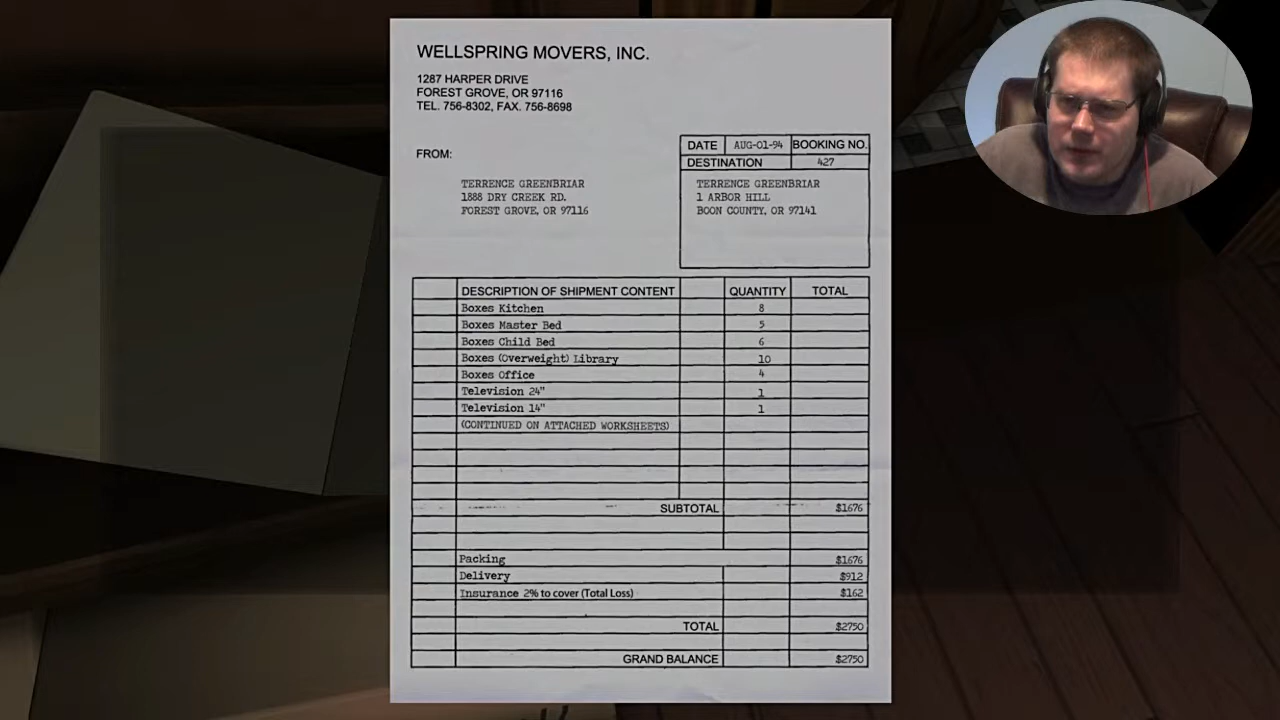 WELLSPRING MOVERS, INC.
1287 HARPER DRIVE
FOREST GROVE, OR 97116
TEL. 756-8302, FAX. 756-8698
DATE AUG-01-94 BOOKING NO.
DESTINATION 427
FROM:
TERRENCE GREENBRIAR
1888 DRY CREEK RD.
FOREST GROVE, OR 97116
TERRENCE GREENBRIAR
1 ARBOR HILL
BOON COUNTY, OR 97141
DESCRIPTION OF SHIPMENT CONTENT QUANTITY TOTAL
Boxes Kitchen 8
Boxes Master Bed 5
Boxes Child Bed 6
Boxes (Overweight) Library 10
Boxes Office 4
Television 24" 1
Television 14" 1
(CONTINUED ON ATTACHED WORKSHEETS)
SUBTOTAL $1676
Packing $1676
Delivery $912
Insurance 2% to cover (Total Loss) $162
TOTAL $2750
GRAND BALANCE $2750